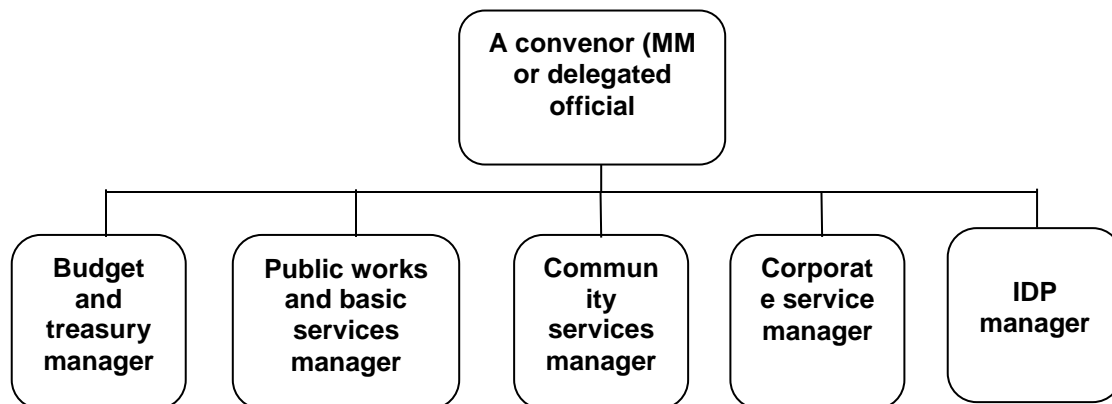 A convenor (MM
or delegated
official
Budget
and
treasury
manager
Public works
and basic
services
manager
Commun
ity
services
manager
Corporat
e service
manager
IDP
manager